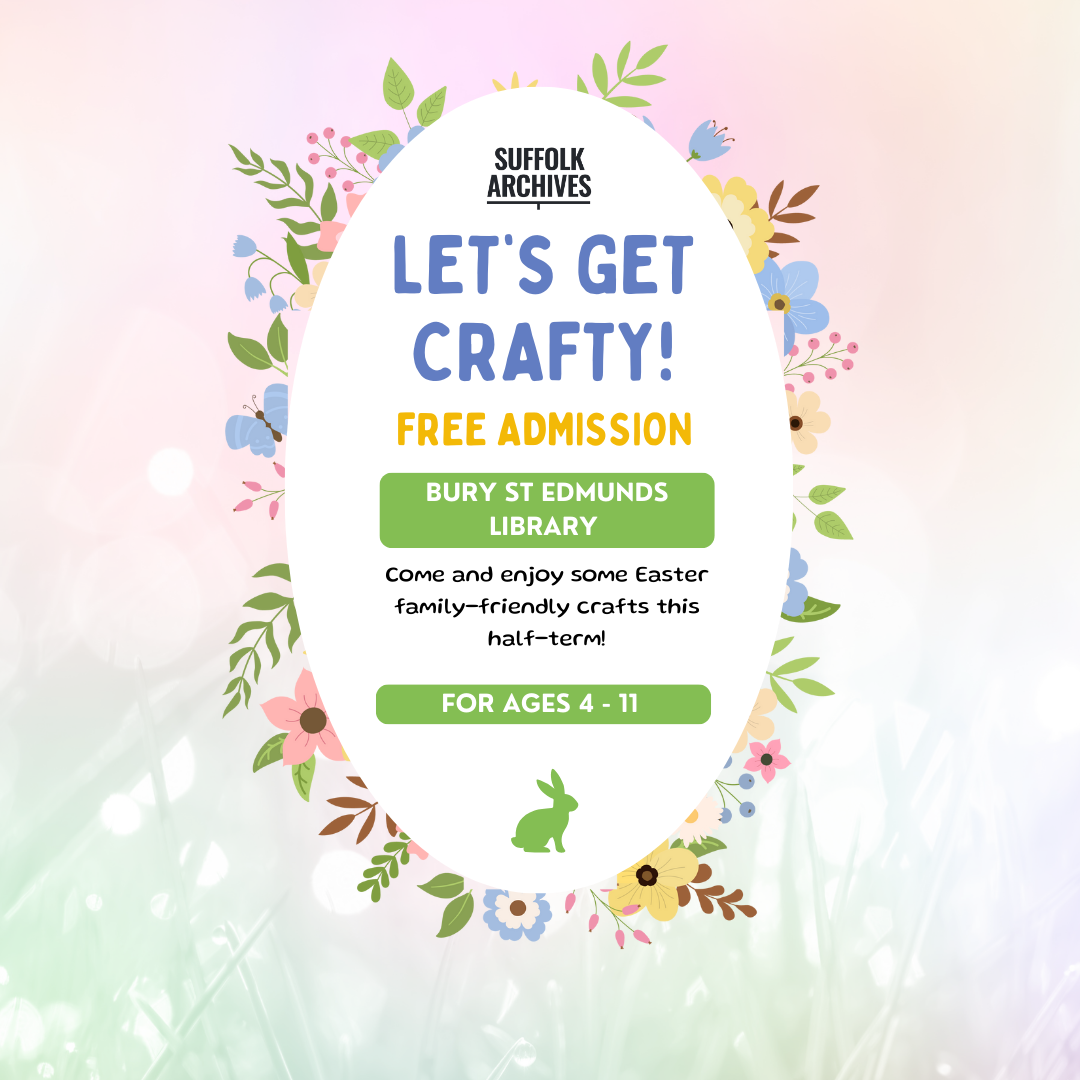 SUFFOLK
ARCHIVES
LET'S GET
CRAFTY!
FREE ADMISSION
BURY ST EDMUNDS
LIBRARY
Come and enjoy some Easter
family-friendly crafts this
half-term!
FOR AGES 4 - 11